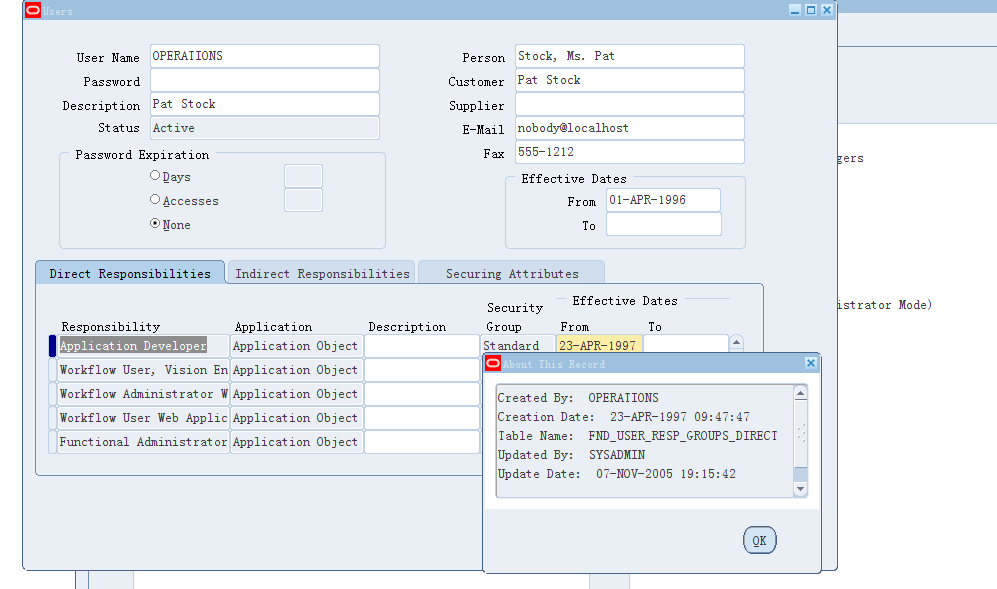 Users
User Name OPERATIONS
Password
Description Pat Stock
Status Active
Person Stock, Ms. Pat
Customer Pat Stock
Supplier
E-Mail nobody@localhost
Fax 555-1212
Password Expiration
Days
Accesses
None
Effective Dates
From 01-APR-1996
To
Direct Responsibilities Indirect Responsibilities Securing Attributes
Security Effective Dates
Responsibility Application Description Group From To
Application Developer Application Object Standard 23-APR-1997
Workflow User, Vision En Application Object
Workflow Administrator W Application Object
Workflow User Web Applic Application Object
Functional Administrator Application Object
About This Record
Created By: OPERATIONS
Creation Date: 23-APR-1997 09:47:47
Table Name: FND_USER_RESP_GROUPS_DIRECT
Updated By: SYSADMIN
Update Date: 07-NOV-2005 19:15:42
OK
gers
istrator Mode)